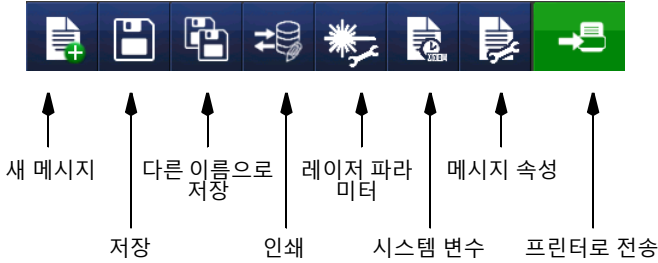 새 메시지
다른 이름으로
저장
레이저 파라
미터
메시지 속성
저장
인쇄
시스템 변수
프린터로 전송